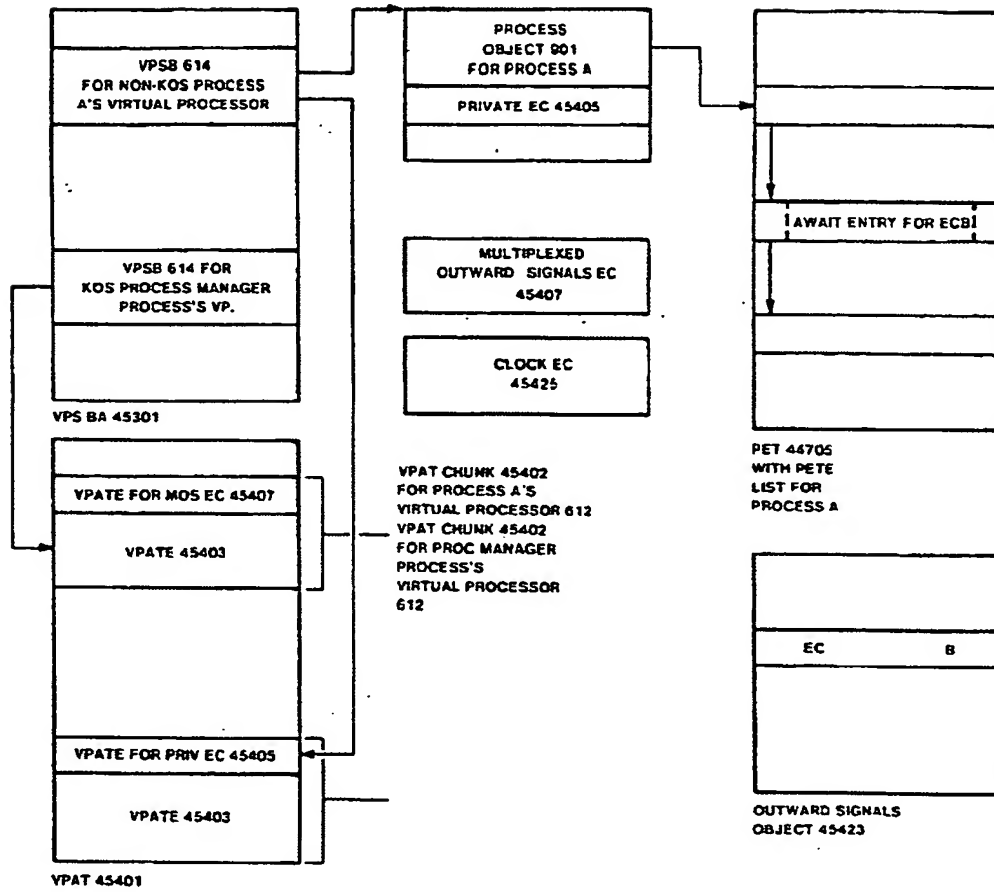 VPSB 614
FOR NON-KOS PROCESS
A'S VIRTUAL PROCESSOR
VPSB 614 FOR
KOS PROCESS MANAGER
PROCESS'S VP.
VPS BA 45301
VPATE FOR MOS EC 45407
VPATE 45403
VPATE FOR PRIV EC 45405
VPATE 45403
VPAT 45401
PROCESS
OBJECT 901
FOR PROCESS A
PRIVATE EC 45405
MULTIPLEXED
OUTWARD SIGNALS EC
45407
CLOCK EC
45425
VPAT CHUNK 45402
FOR PROCESS A'S
VIRTUAL PROCESSOR 612
VPAT CHUNK 45402
FOR PROC MANAGER
PROCESS'S
VIRTUAL PROCESSOR
612
AWAIT ENTRY FOR ECB
PET 44705
WITH PETE
LIST FOR
PROCESS A
EC B
OUTWARD SIGNALS
OBJECT 45423